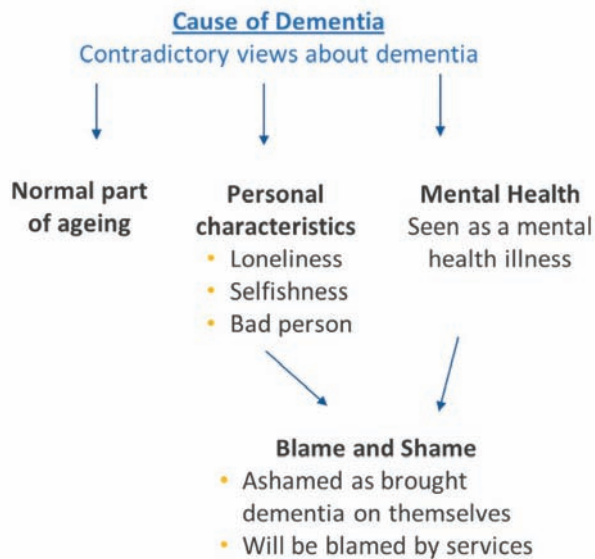 Cause of Dementia
Contradictory views about dementia
Normal part
of ageing
Personal
characteristics
• Loneliness
• Selfishness
• Bad person
Mental Health
Seen as a mental
health illness
Blame and Shame
• Ashamed as brought
dementia on themselves
• Will be blamed by services